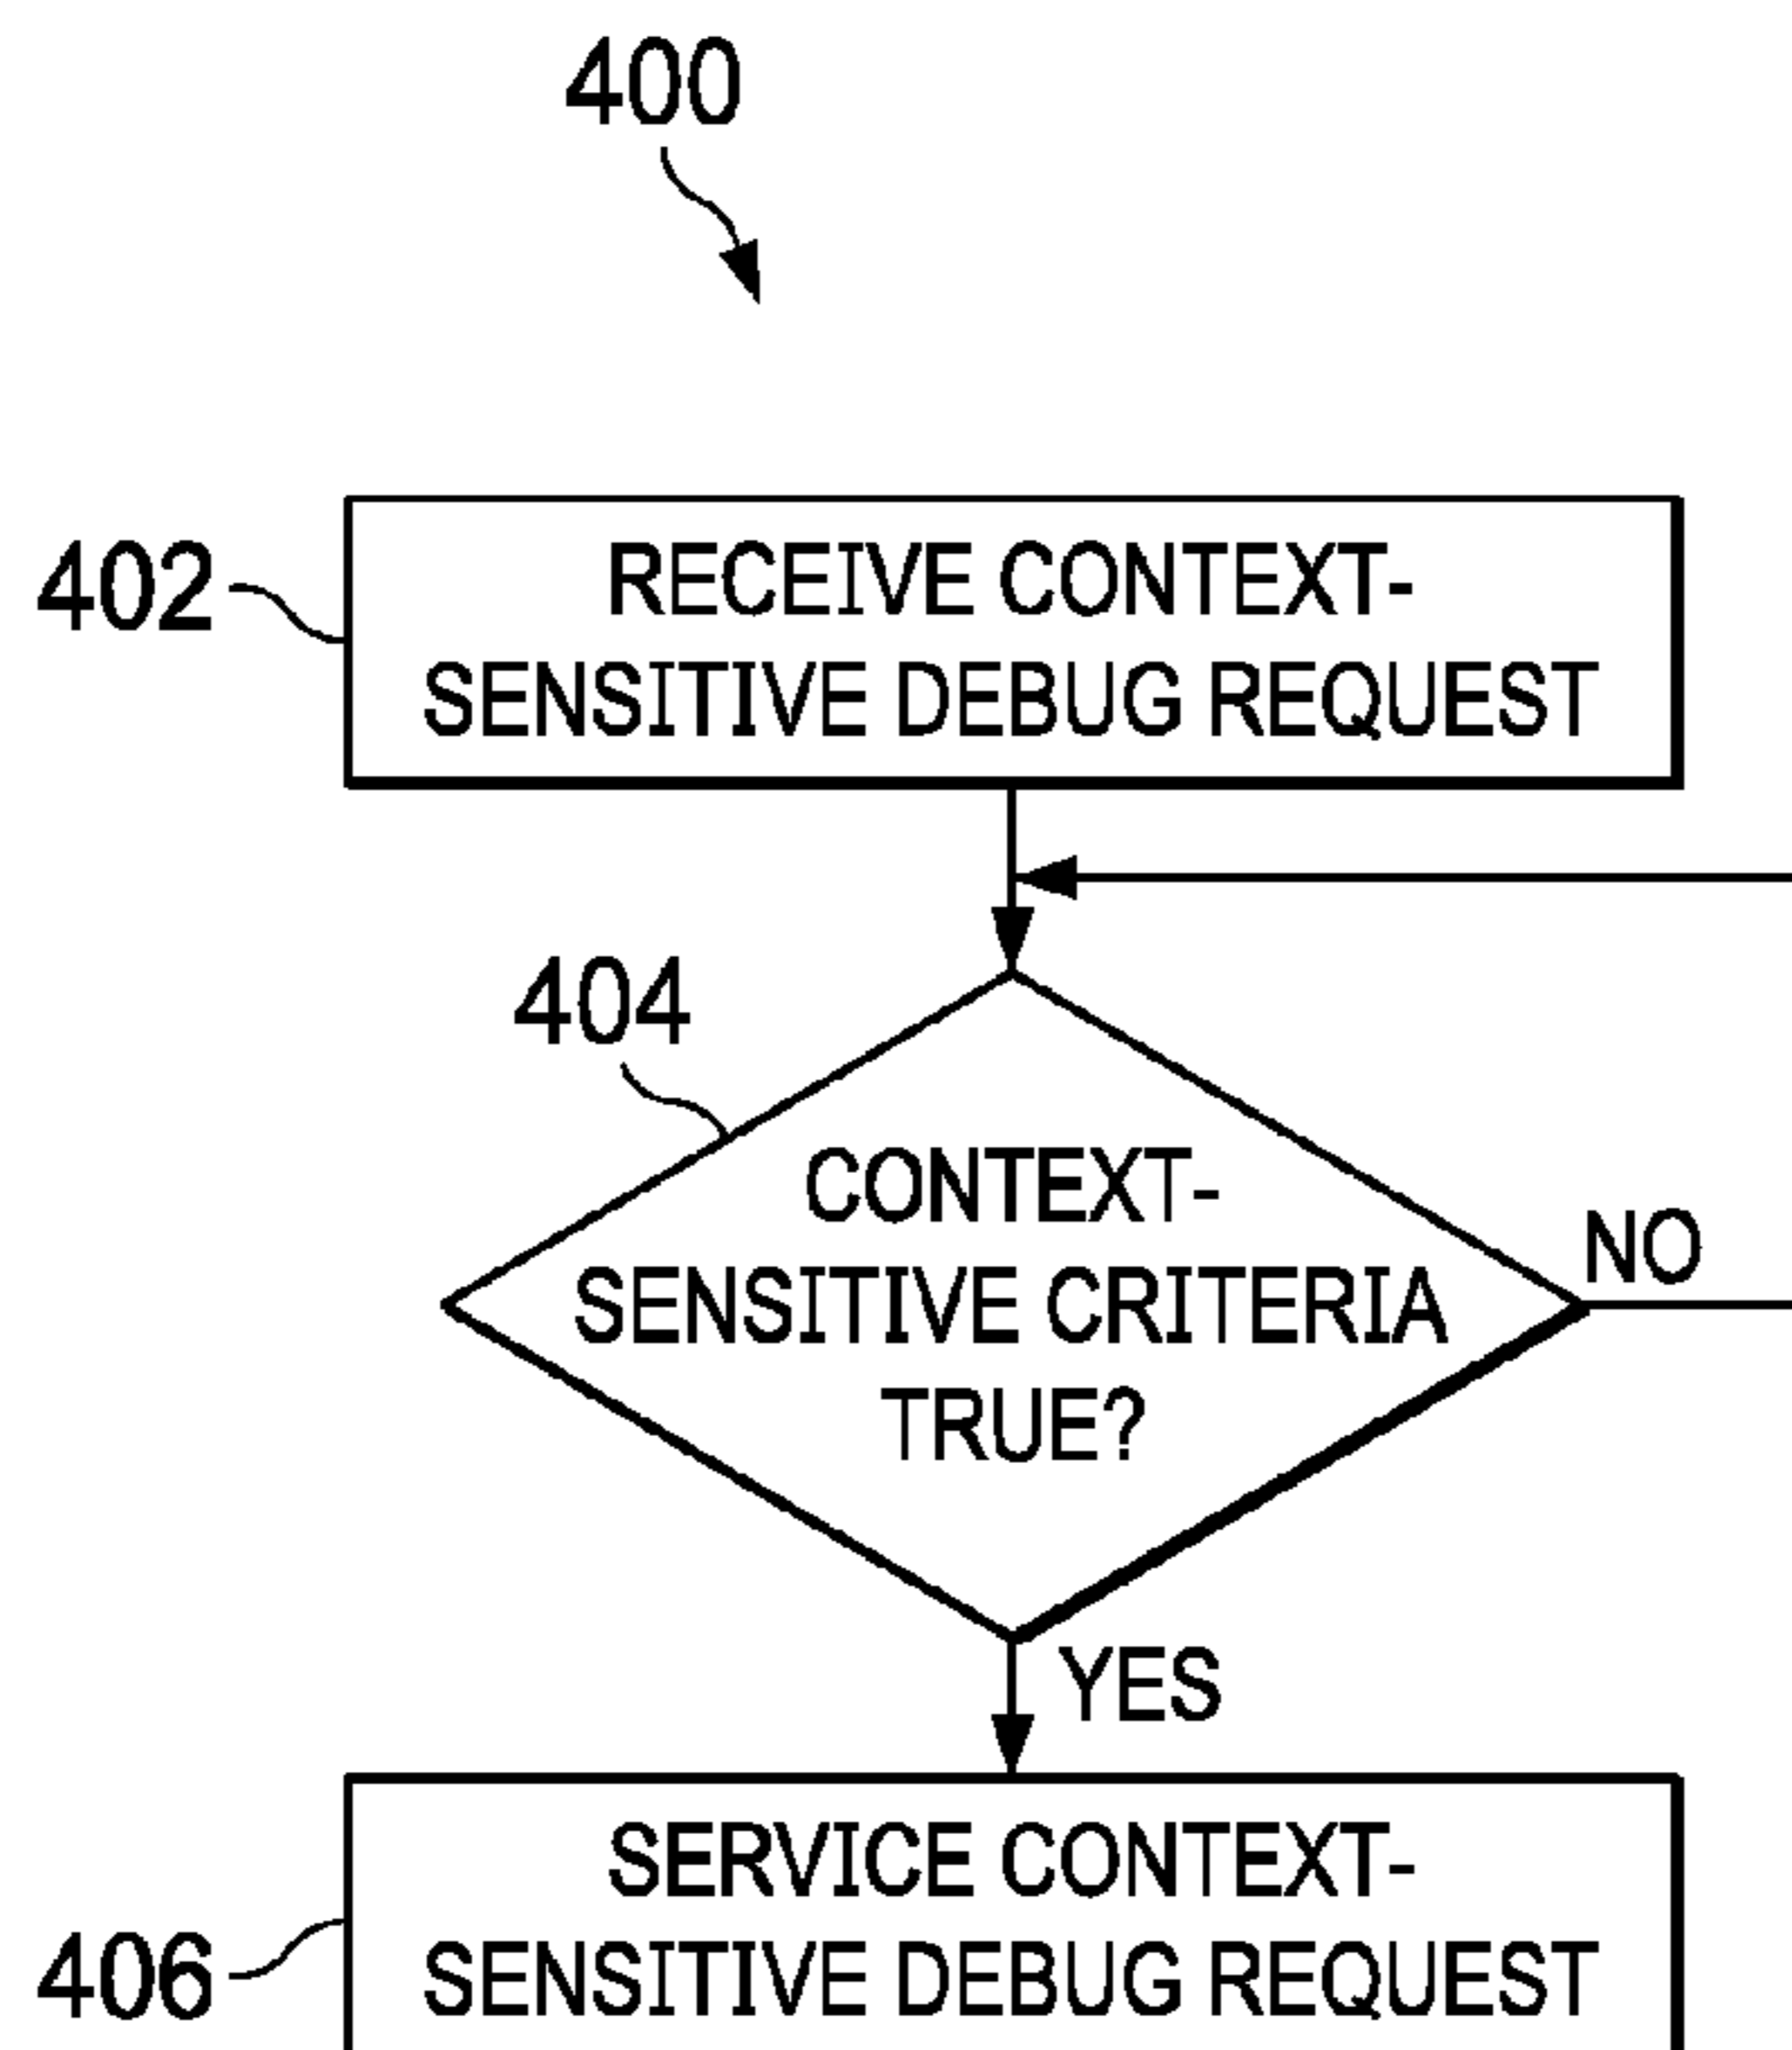 400
402
RECEIVE CONTEXT-
SENSITIVE DEBUG REQUEST
404
CONTEXT-
SENSITIVE CRITERIA
TRUE?
NO
YES
406
SERVICE CONTEXT-
SENSITIVE DEBUG REQUEST